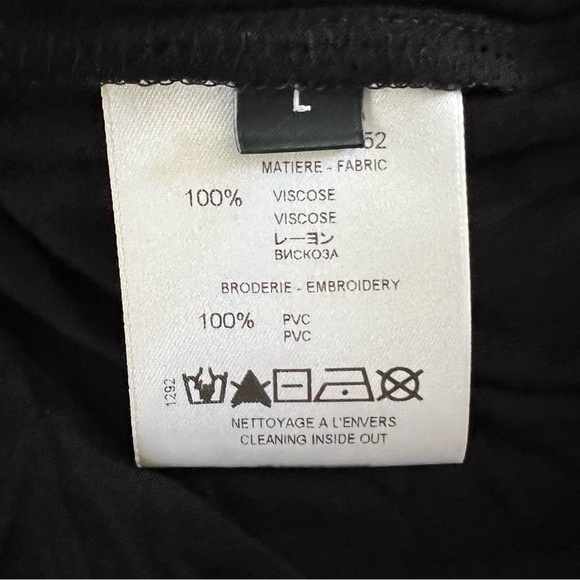 L
52
MATIERE - FABRIC
100% VISCOSE
VISCOSE
レーヨン
ВИСКОЗА
BRODERIE - EMBROIDERY
100% PVC
PVC
1292
NETTOYAGE A L'ENVERS
CLEANING INSIDE OUT